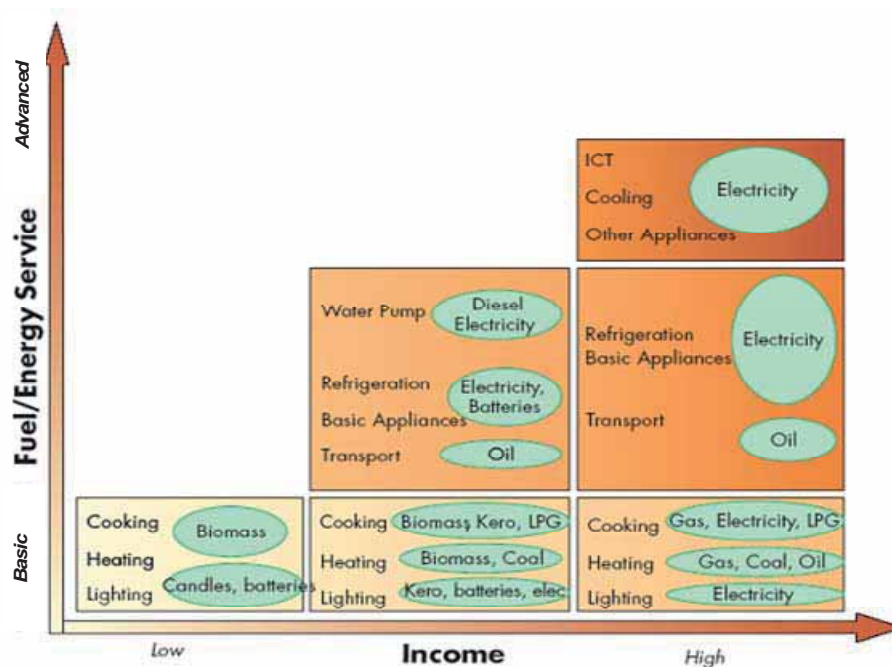 Advanced
Fuel/Energy Service
Basic
ICT
Cooling
Other Appliances
Electricity
Water Pump
Diesel
Electricity
Refrigeration
Basic Appliances
Electricity,
Batteries
Transport
Oil
Refrigeration
Basic Appliances
Electricity
Transport
Oil
Cooking
Biomass
Heating
Lighting
Candles, batteries
Cooking
Biomass, Kero, LPG
Heating
Biomass, Coal
Lighting
Kero, batteries, elec
Cooking
Gas, Electricity, LPG
Heating
Gas, Coal, Oil
Lighting
Electricity
Low
Income
High